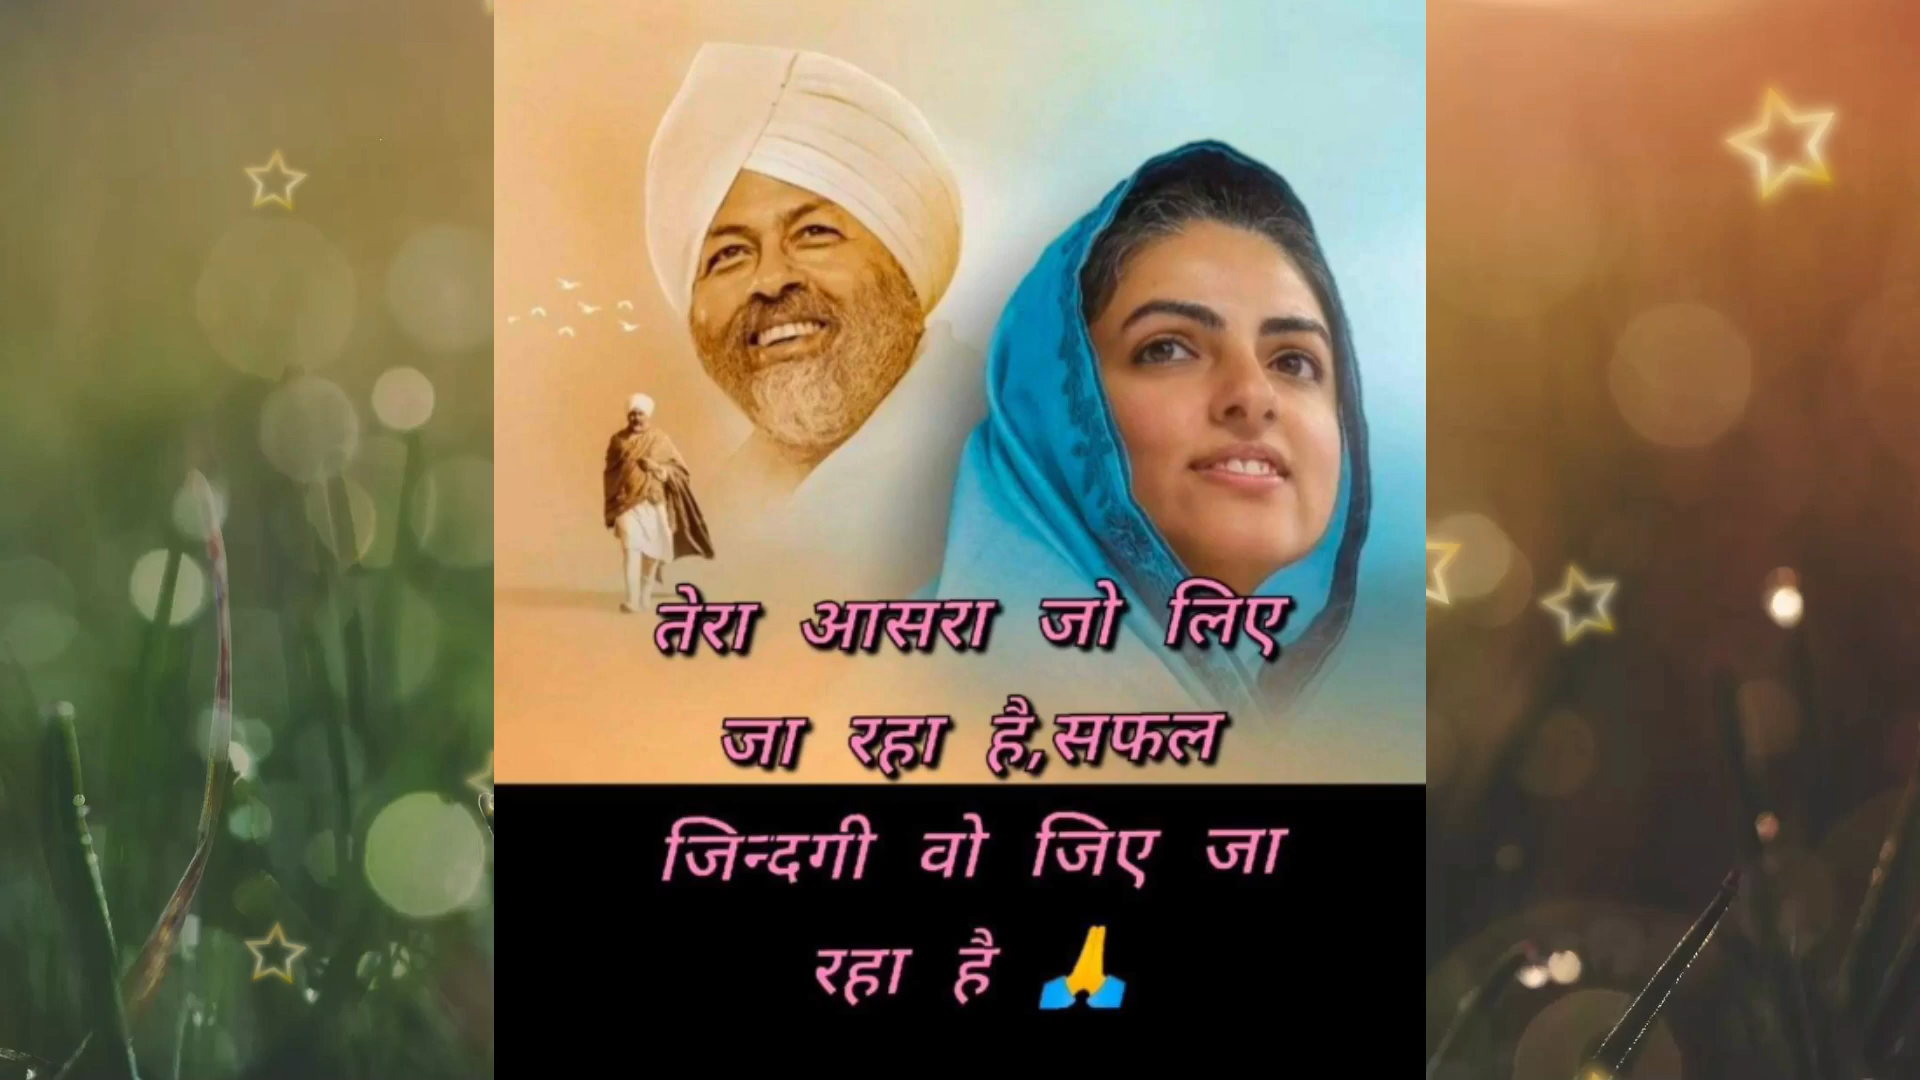 तेरा आसरा जो लिए
जा रहा है,सफल
जिन्दगी वो जिए जा
रहा है 🙏